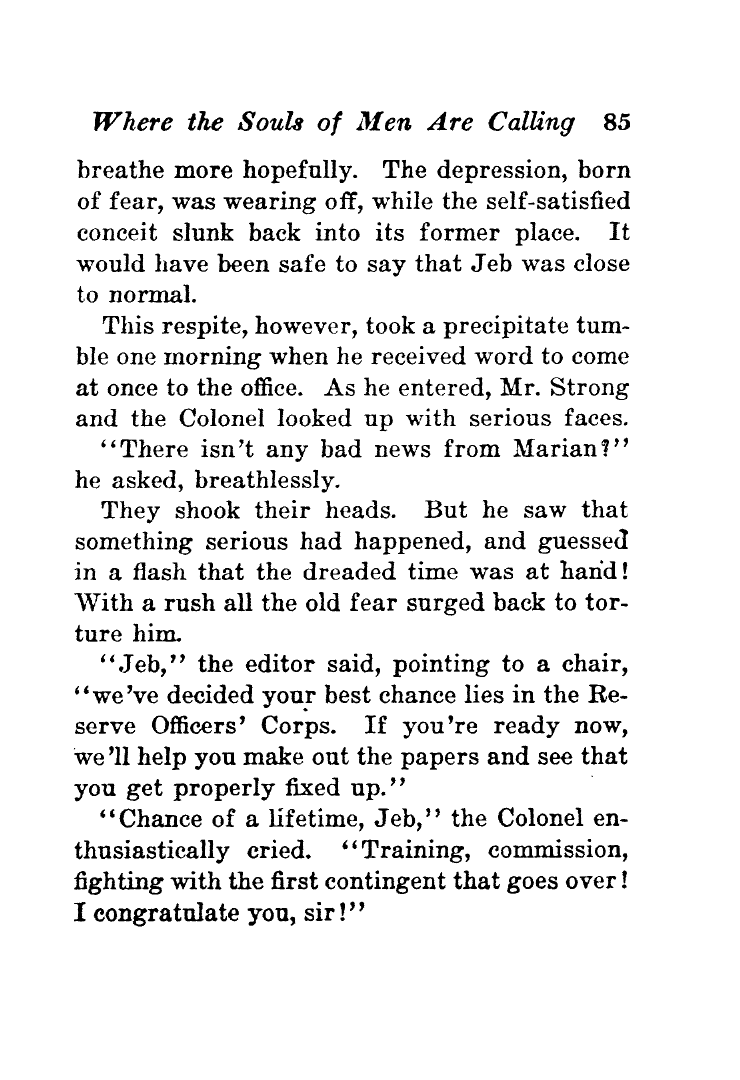 Where the Souls of Men Are Calling 85
breathe more hopefully. The depression, born
of fear, was wearing off, while the self-satisfied
conceit slunk back into its former place. It
would have been safe to say that Jeb was close
to normal.
This respite, however, took a precipitate tum-
ble one morning when he received word to come
at once to the office. As he entered, Mr. Strong
and the Colonel looked up with serious faces.
"There isn't any bad news from Marian?"
he asked, breathlessly.
They shook their heads. But he saw that
something serious had happened, and guessed
in a flash that the dreaded time was at hand!
With a rush all the old fear surged back to tor-
ture him.
"Jeb," the editor said, pointing to a chair,
"we've decided your best chance lies in the Re-
serve Officers' Corps. If you're ready now,
we'll help you make out the papers and see that
you get properly fixed up."
"Chance of a lifetime, Jeb," the Colonel en-
thusiastically cried. "Training, commission,
fighting with the first contingent that goes over!
I congratulate you, sir!"